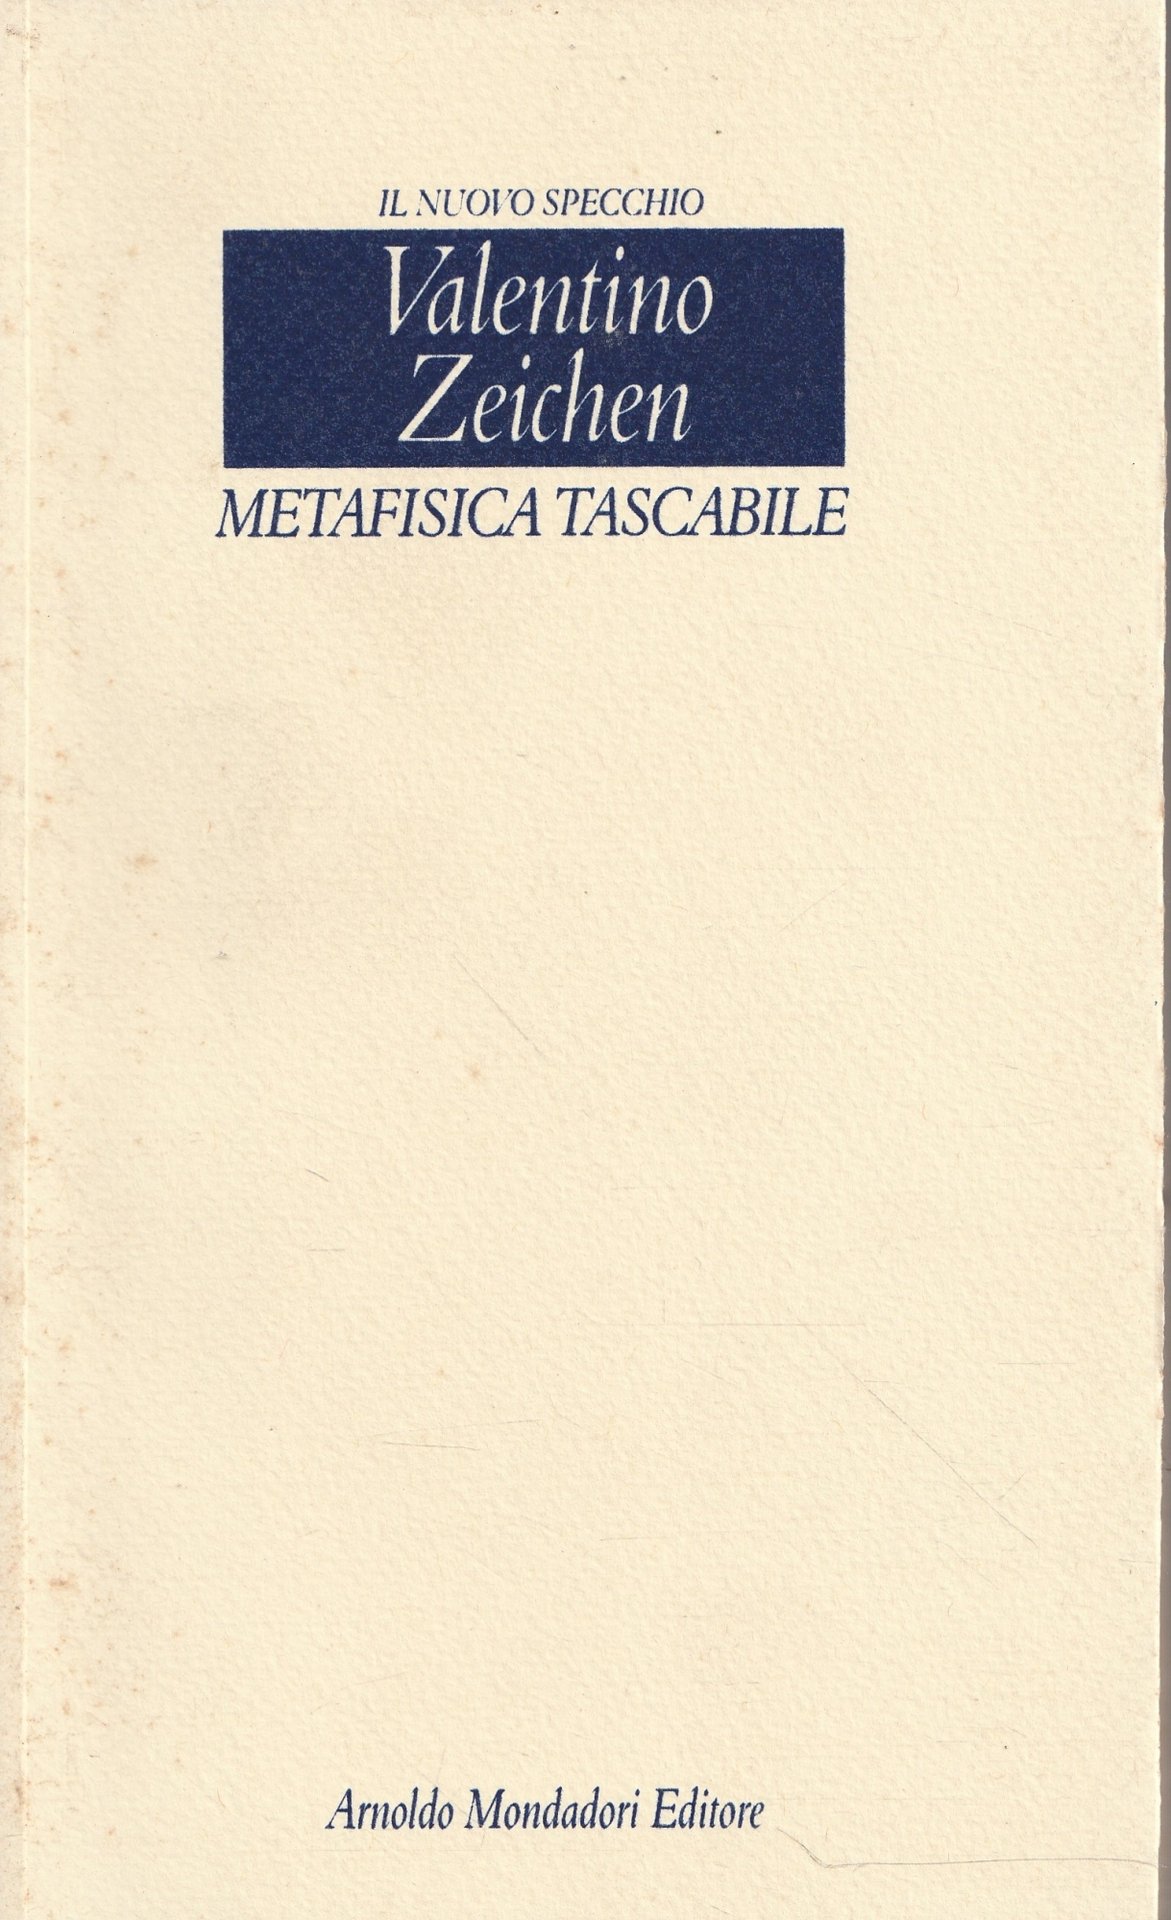 IL NUOVO SPECCHIO
Valentino
Zeichen
METAFISICA TASCABILE
Arnoldo Mondadori Editore